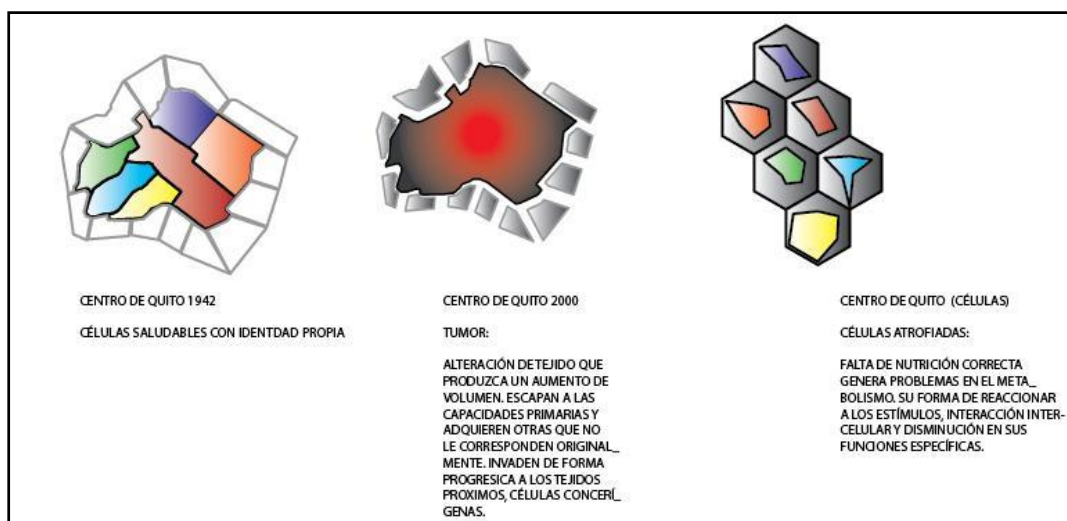 CENTRO DE QUITO 1942
CÉLULAS SALUDABLES CON IDENTDAD PROPIA
CENTRO DE QUITO 2000
TUMOR:
ALTERACIÓN DE TEJIDO QUE
PRODUZCA UN AUMENTO DE
VOLUMEN. ESCAPAN A LAS
CAPACIDADES PRIMARIAS Y
ADQUIEREN OTRAS QUE NO
LE CORRESPONDEN ORIGINAL_
MENTE. INVADEN DE FORMA
PROGRESICA A LOS TEJIDOS
PROXIMOS, CÉLULAS CONCERÍ_
GENAS.
CENTRO DE QUITO (CÉLULAS)
CÉLULAS ATROFIADAS:
FALTA DE NUTRICIÓN CORRECTA
GENERA PROBLEMAS EN EL META_
BOLISMO. SU FORMA DE REACCIONAR
A LOS ESTÍMULOS, INTERACCIÓN INTER-
CELULAR Y DISMINUCIÓN EN SUS
FUNCIONES ESPECÍFICAS.